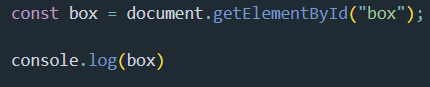 const box = document.getElementById("box");
console.log(box)